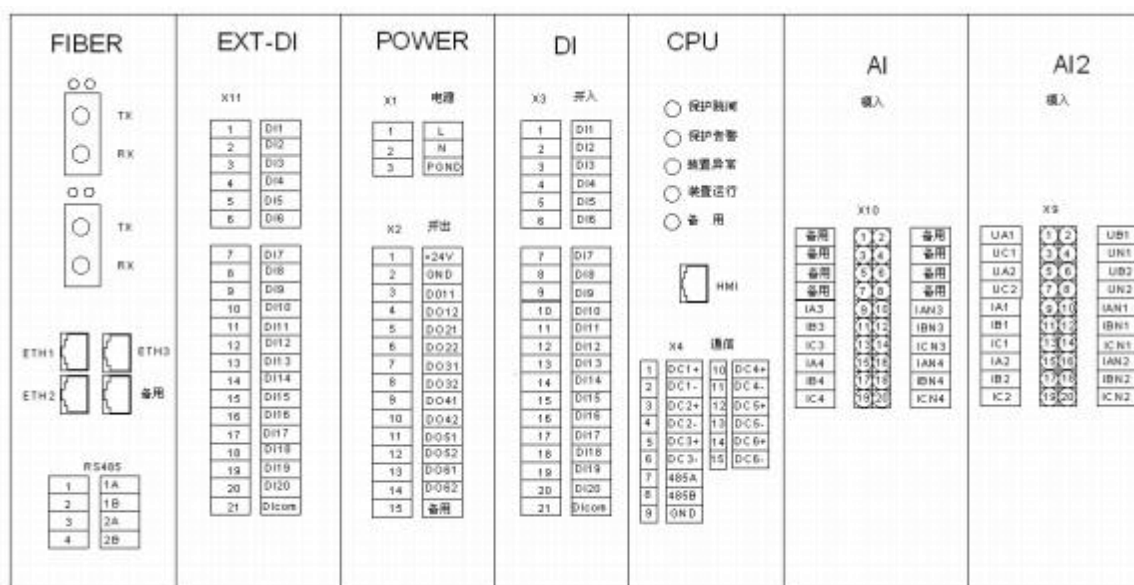 FIBER
TX
RX
TX
RX
ETH1
ETH3
ETH2
备用
RS485
1 1A
2 1B
3 2A
4 2B
EXT-DI
X11
1 DI1
2 DI2
3 DI3
4 DI4
5 DI5
6 DI6
7 DI7
8 DI8
9 DI9
10 DI10
11 DI11
12 DI12
13 DI13
14 DI14
15 DI15
16 DI16
17 DI17
18 DI18
19 DI19
20 DI20
21 DIcom
POWER
X1 电源
1 L
2 N
3 PGND
X2 开出
1 +24V
2 GND
3 DO11
4 DO12
5 DO21
6 DO22
7 DO31
8 DO32
9 DO41
10 DO42
11 DO51
12 DO52
13 DO61
14 DO62
15 备用
DI
X3 开入
1 DI1
2 DI2
3 DI3
4 DI4
5 DI5
6 DI6
7 DI7
8 DI8
9 DI9
10 DI10
11 DI11
12 DI12
13 DI13
14 DI14
15 DI15
16 DI16
17 DI17
18 DI18
19 DI19
20 DI20
21 DIcom
CPU
保护跳闸
保护告警
装置异常
装置运行
备 用
HMI
X4 通信
1 DC1+ 10 DC4+
2 DC1- 11 DC4-
3 DC2+ 12 DC5+
4 DC2- 13 DC5-
5 DC3+ 14 DC6+
6 DC3- 15 DC6-
7 485A
8 485B
9 GND
AI
模入
X10
备用 1 2 备用
备用 3 4 备用
备用 5 6 备用
备用 7 8 备用
IA3 9 10 IAN3
IB3 11 12 IBN3
IC3 13 14 ICN3
IA4 15 16 IAN4
IB4 17 18 IBN4
IC4 19 20 ICN4
AI2
模入
X9
UA1 1 2 UB1
UC1 3 4 UN1
UA2 5 6 UB2
UC2 7 8 UN2
IA1 9 10 IAN1
IB1 11 12 IBN1
IC1 13 14 ICN1
IA2 15 16 IAN2
IB2 17 18 IBN2
IC2 19 20 ICN2